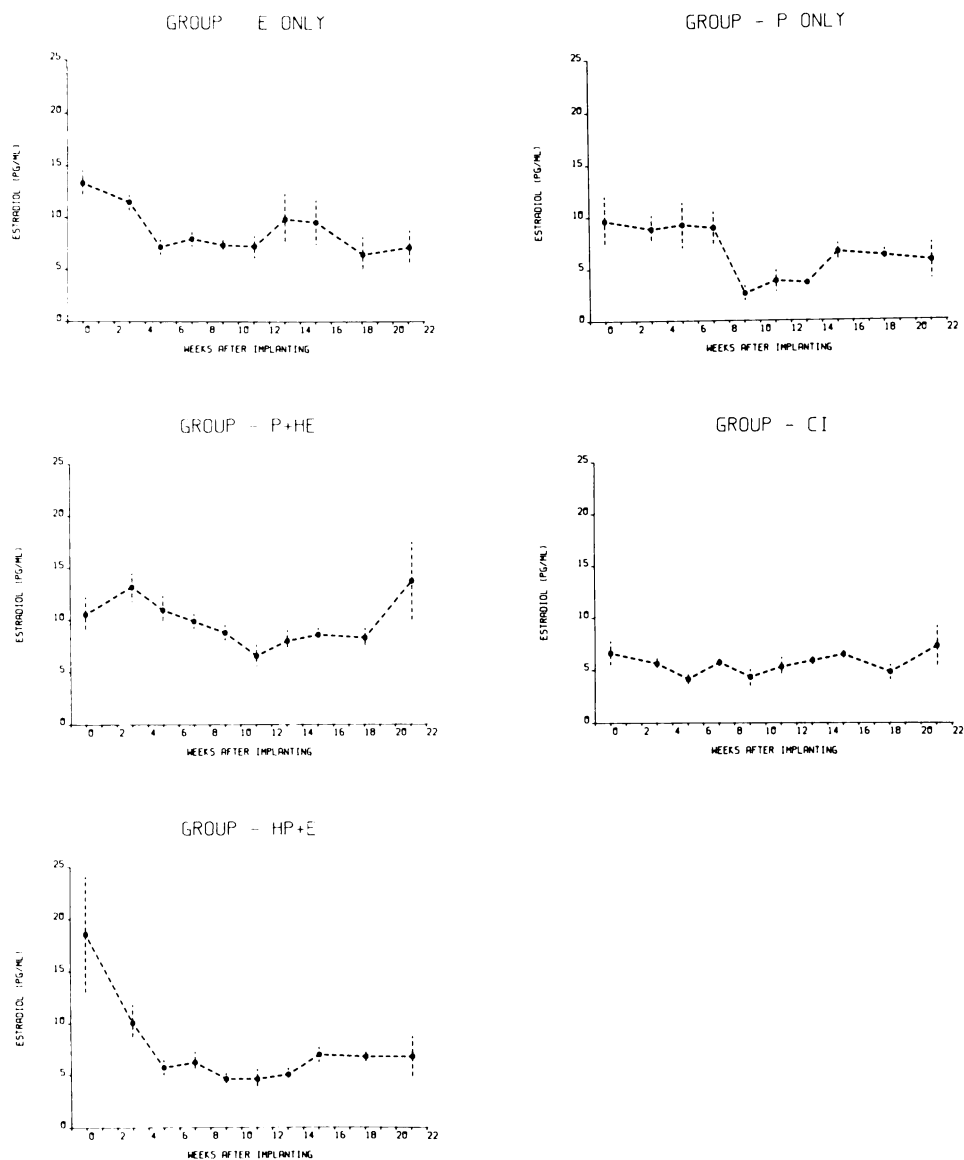 GROUP E ONLY
25
20
15
10
5
0
ESTRADIOL (PG/ML)
0 2 4 6 8 10 12 14 16 18 20 22
WEEKS AFTER IMPLANTING
GROUP - P ONLY
25
20
15
10
5
0
ESTRADIOL (PG/ML)
0 2 4 6 8 10 12 14 16 18 20 22
WEEKS AFTER IMPLANTING
GROUP - P+HE
25
20
15
10
5
0
ESTRADIOL (PG/ML)
0 2 4 6 8 10 12 14 16 18 20 22
WEEKS AFTER IMPLANTING
GROUP - CI
25
20
15
10
5
0
ESTRADIOL (PG/ML)
0 2 4 6 8 10 12 14 16 18 20 22
WEEKS AFTER IMPLANTING
GROUP - HP+E
25
20
15
10
5
0
ESTRADIOL (PG/ML)
0 2 4 6 8 10 12 14 16 18 20 22
WEEKS AFTER IMPLANTING